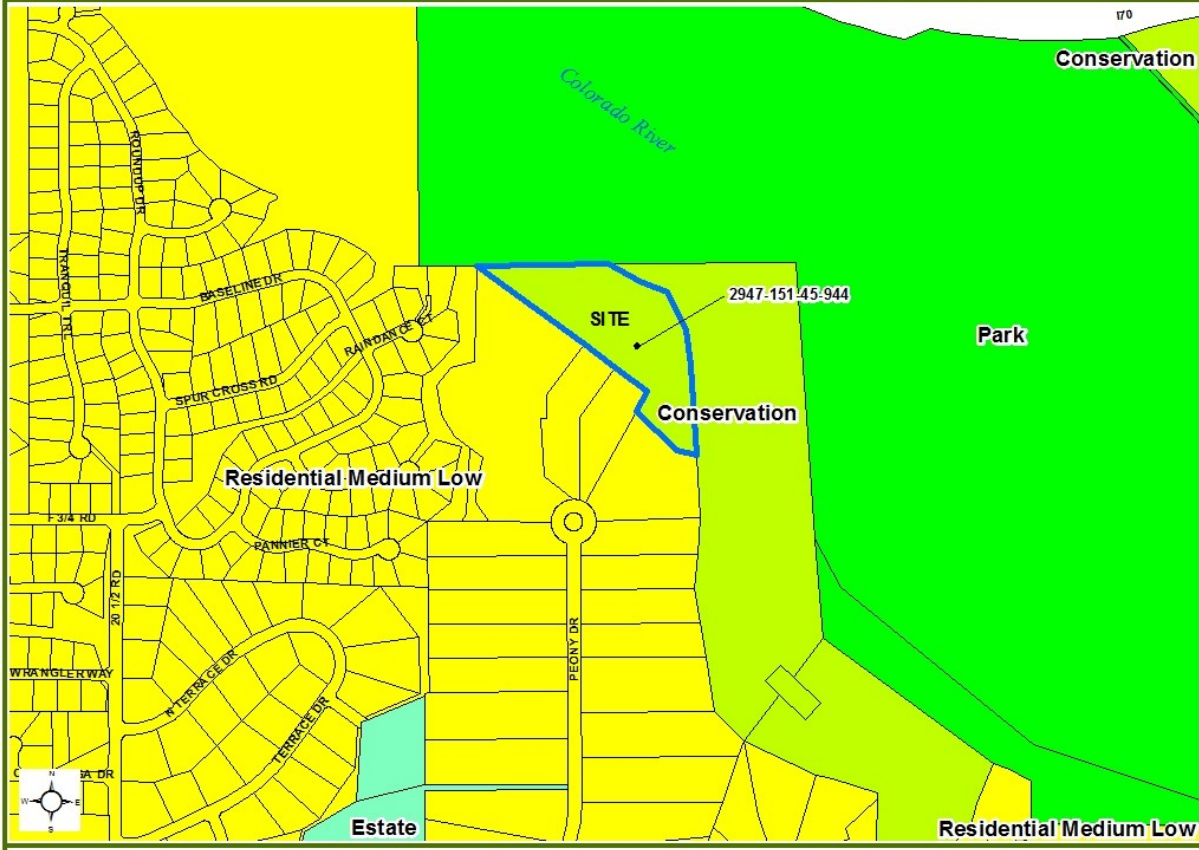 I70
Conservation
Colorado River
ROUNDUP DR
TRANQUIL TRL
BASELINE DR
2947-151-45-944
SITE
RAINDANCE CT
Park
SPUR CROSS RD
Conservation
Residential Medium Low
F 3/4 RD
PANNIER CT
20 1/2 RD
PEONY DR
WRANGLER WAY
N TERRACE DR
TERRACE DR
DR
N
W
E
S
Estate
Residential Medium Low